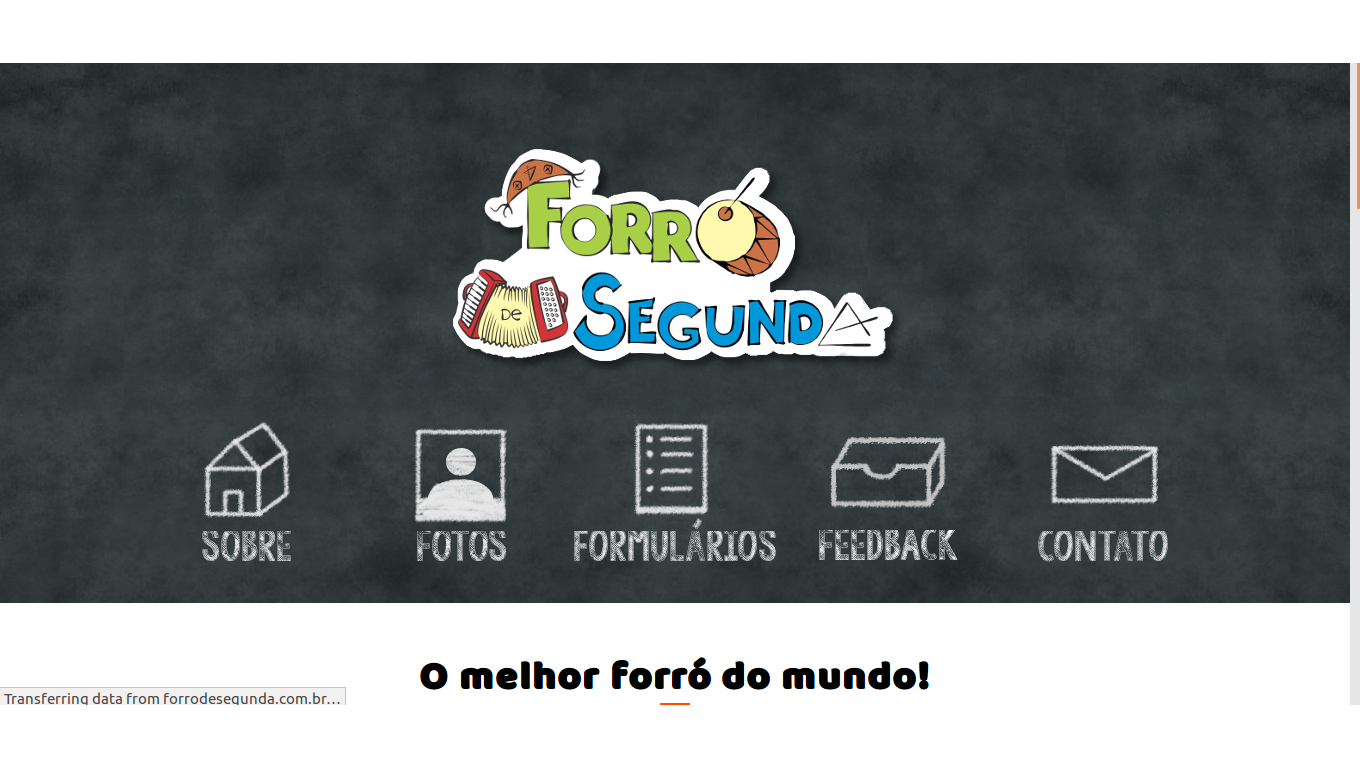 FORRÓ
DE SEGUNDA
SOBRE FOTOS FORMULÁRIOS FEEDBACK CONTATO
O melhor forró do mundo!
Transferring data from forrodesegunda.com.br…